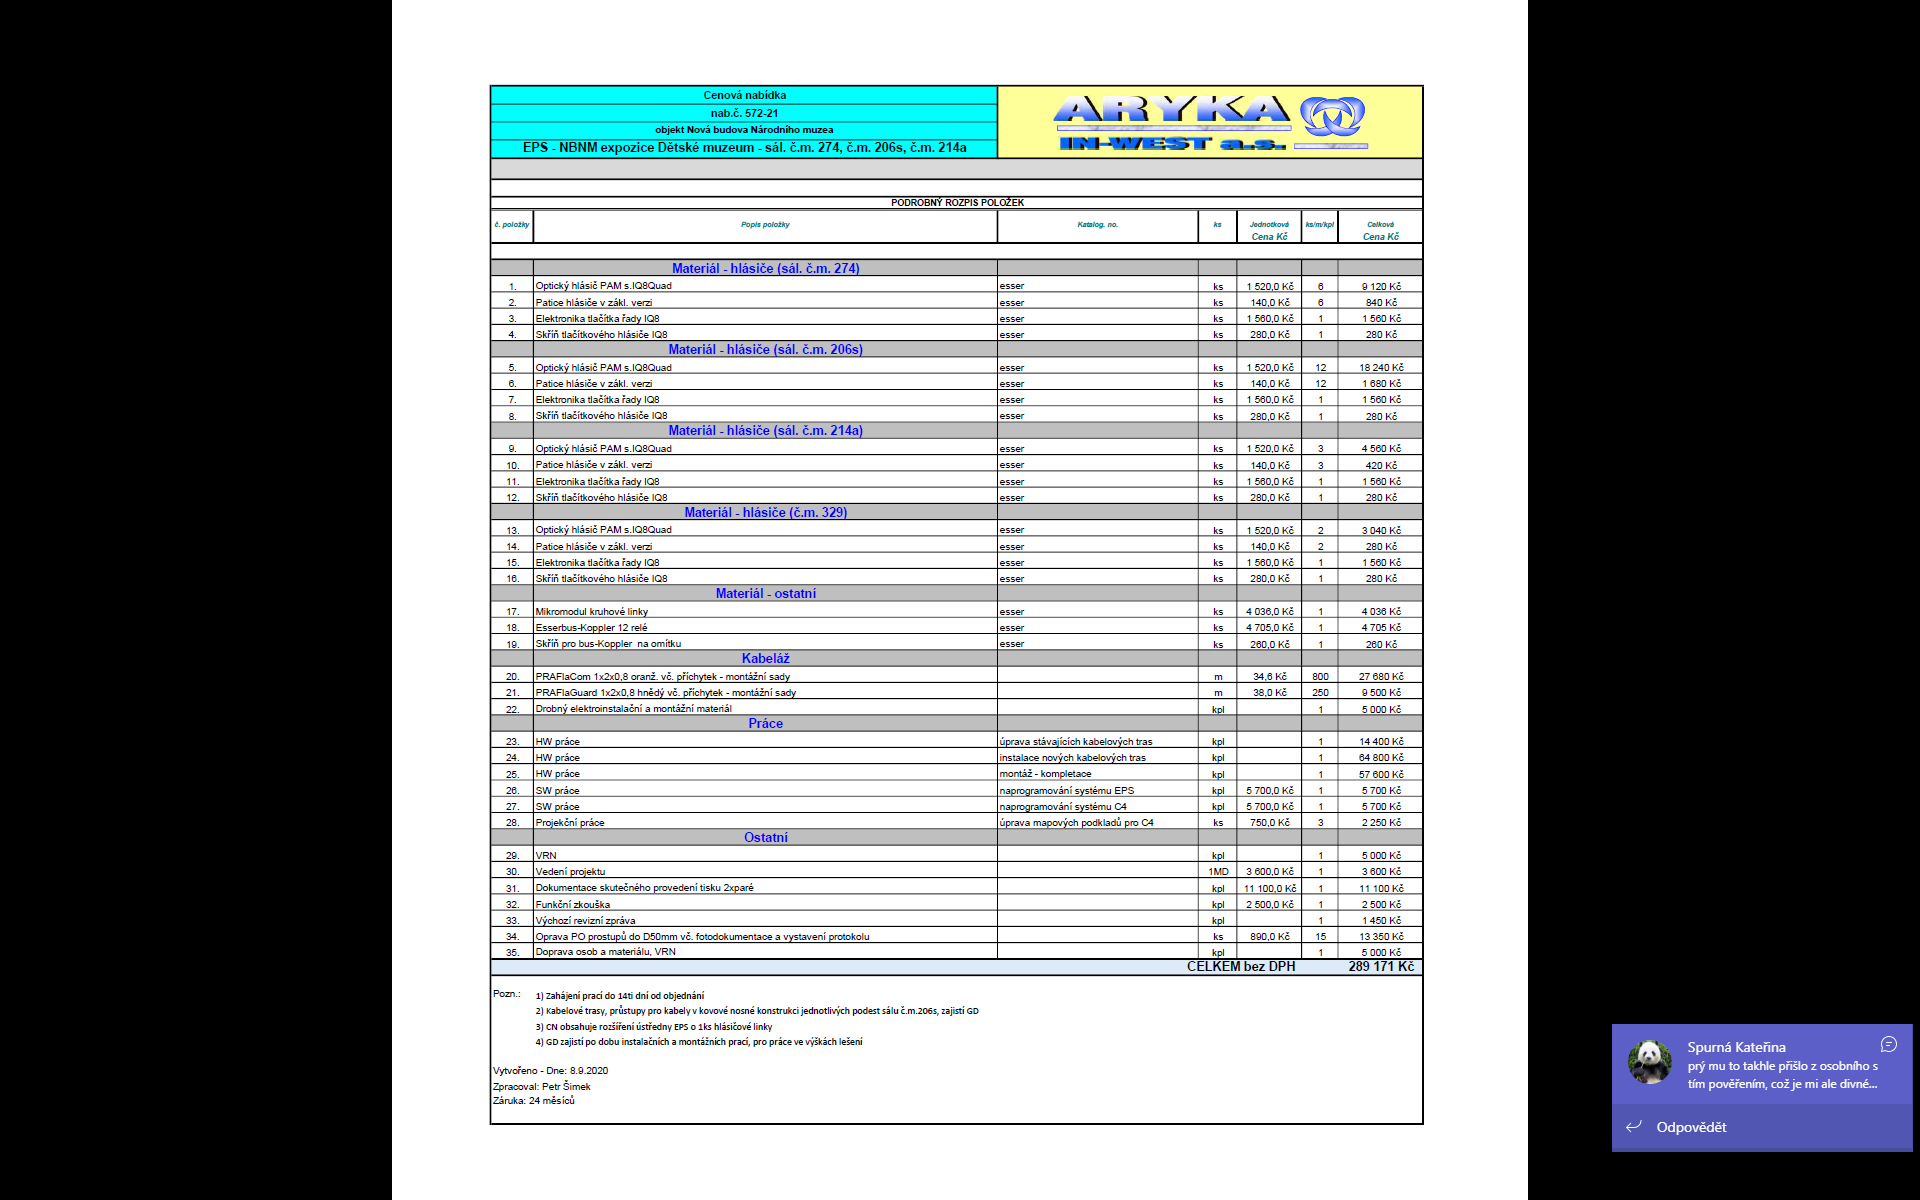 Cenová nabídka
nab.č. 572-21
objekt Nová budova Národního muzea
EPS - NBNM expozice Dětské muzeum - sál. č.m. 274, č.m. 206s, č.m. 214a
ARYKA
IN-WEST a.s.
PODROBNÝ ROZPIS POLOŽEK
č. položky Popis položky Katalog. no. ks Jednotková Cena Kč ks/m/kpl Celková Cena Kč
Materiál - hlásiče (sál. č.m. 274)
1. Optický hlásič PAM s.IQ8Quad esser ks 1 520,0 Kč 6 9 120 Kč
2. Patice hlásiče v zákl. verzi esser ks 140,0 Kč 6 840 Kč
3. Elektronika tlačítka řady IQ8 esser ks 1 560,0 Kč 1 1 560 Kč
4. Skříň tlačítkového hlásiče IQ8 esser ks 280,0 Kč 1 280 Kč
Materiál - hlásiče (sál. č.m. 206s)
5. Optický hlásič PAM s.IQ8Quad esser ks 1 520,0 Kč 12 18 240 Kč
6. Patice hlásiče v zákl. verzi esser ks 140,0 Kč 12 1 680 Kč
7. Elektronika tlačítka řady IQ8 esser ks 1 560,0 Kč 1 1 560 Kč
8. Skříň tlačítkového hlásiče IQ8 esser ks 280,0 Kč 1 280 Kč
Materiál - hlásiče (sál. č.m. 214a)
9. Optický hlásič PAM s.IQ8Quad esser ks 1 520,0 Kč 3 4 560 Kč
10. Patice hlásiče v zákl. verzi esser ks 140,0 Kč 3 420 Kč
11. Elektronika tlačítka řady IQ8 esser ks 1 560,0 Kč 1 1 560 Kč
12. Skříň tlačítkového hlásiče IQ8 esser ks 280,0 Kč 1 280 Kč
Materiál - hlásiče (č.m. 329)
13. Optický hlásič PAM s.IQ8Quad esser ks 1 520,0 Kč 2 3 040 Kč
14. Patice hlásiče v zákl. verzi esser ks 140,0 Kč 2 280 Kč
15. Elektronika tlačítka řady IQ8 esser ks 1 560,0 Kč 1 1 560 Kč
16. Skříň tlačítkového hlásiče IQ8 esser ks 280,0 Kč 1 280 Kč
Materiál - ostatní
17. Mikromodul kruhové linky esser ks 4 036,0 Kč 1 4 036 Kč
18. Esserbus-Koppler 12 relé esser ks 4 705,0 Kč 1 4 705 Kč
19. Skříň pro bus-Koppler na omítku esser ks 260,0 Kč 1 260 Kč
Kabeláž
20. PRAFlaCom 1x2x0,8 oranž. vč. příchytek - montážní sady m 34,6 Kč 800 27 680 Kč
21. PRAFlaGuard 1x2x0,8 hnědý vč. příchytek - montážní sady m 38,0 Kč 250 9 500 Kč
22. Drobný elektroinstalační a montážní materiál kpl 1 5 000 Kč
Práce
23. HW práce úprava stávajících kabelových tras kpl 1 14 400 Kč
24. HW práce instalace nových kabelových tras kpl 1 64 800 Kč
25. HW práce montáž - kompletace kpl 1 57 600 Kč
26. SW práce naprogramování systému EPS kpl 5 700,0 Kč 1 5 700 Kč
27. SW práce naprogramování systému C4 kpl 5 700,0 Kč 1 5 700 Kč
28. Projekční práce úprava mapových podkladů pro C4 ks 750,0 Kč 3 2 250 Kč
Ostatní
29. VRN kpl 1 5 000 Kč
30. Vedení projektu 1MD 3 600,0 Kč 1 3 600 Kč
31. Dokumentace skutečného provedení tisku 2xparé kpl 11 100,0 Kč 1 11 100 Kč
32. Funkční zkouška kpl 2 500,0 Kč 1 2 500 Kč
33. Výchozí revizní zpráva kpl 1 1 450 Kč
34. Oprava PO prostupů do D50mm vč. fotodokumentace a vystavení protokolu ks 890,0 Kč 15 13 350 Kč
35. Doprava osob a materiálu, VRN kpl 1 5 000 Kč
CELKEM bez DPH 289 171 Kč
Pozn.: 1) Zahájení prací do 14ti dní od objednání
2) Kabelové trasy, průstupy pro kabely v kovové nosné konstrukci jednotlivých podest sálu č.m.206s, zajistí GD
3) CN obsahuje rozšíření ústředny EPS o 1ks hlásičové linky
4) GD zajistí po dobu instalačních a montážních prací, pro práce ve výškách lešení
Vytvořeno - Dne: 8.9.2020
Zpracoval: Petr Šimek
Záruka: 24 měsíců
Spurná Kateřina
prý mu to takhle přišlo z osobního s
tím pověřením, což je mi ale divné...
Odpovědět